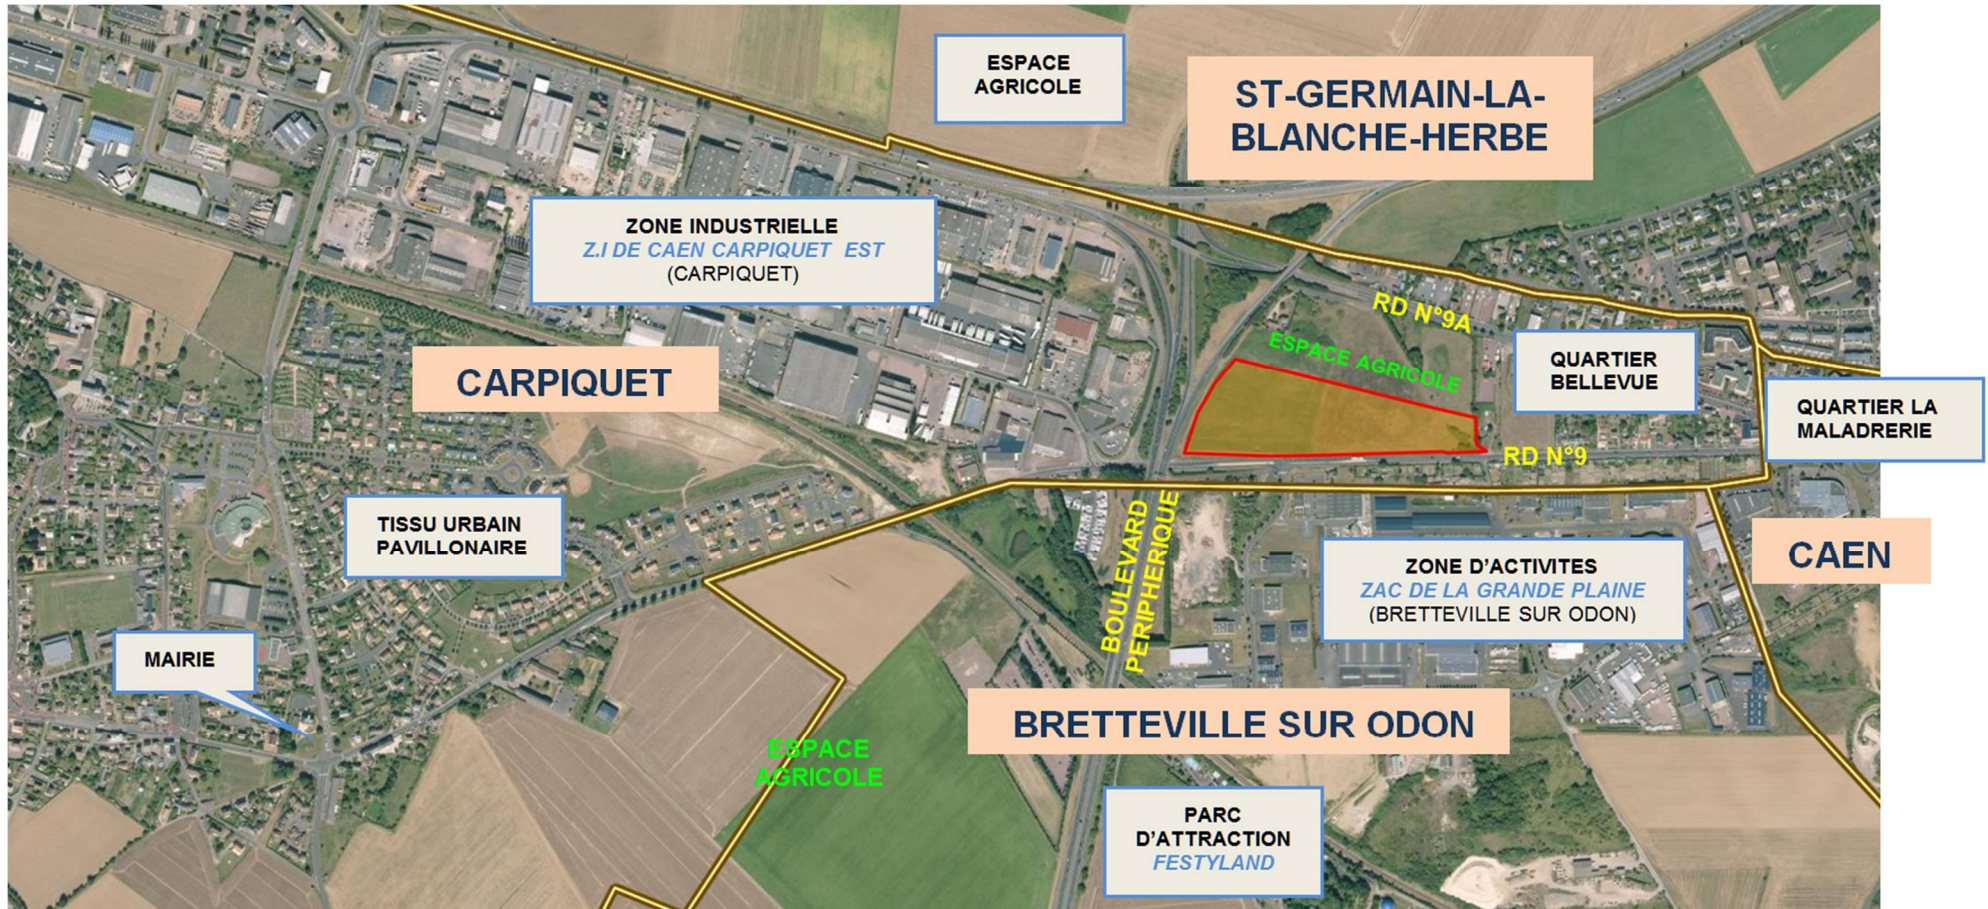 ESPACE
AGRICOLE
ST-GERMAIN-LA-
BLANCHE-HERBE
ZONE INDUSTRIELLE
Z.I DE CAEN CARPIQUET EST
(CARPIQUET)
RD N°9A
ESPACE AGRICOLE
QUARTIER
BELLEVUE
CARPIQUET
QUARTIER LA
MALADRERIE
RD N°9
TISSU URBAIN
PAVILLONAIRE
BOULEVARD
PERIPHERIQUE
ZONE D'ACTIVITES
ZAC DE LA GRANDE PLAINE
(BRETTEVILLE SUR ODON)
CAEN
MAIRIE
BRETTEVILLE SUR ODON
ESPACE
AGRICOLE
PARC
D'ATTRACTION
FESTYLAND